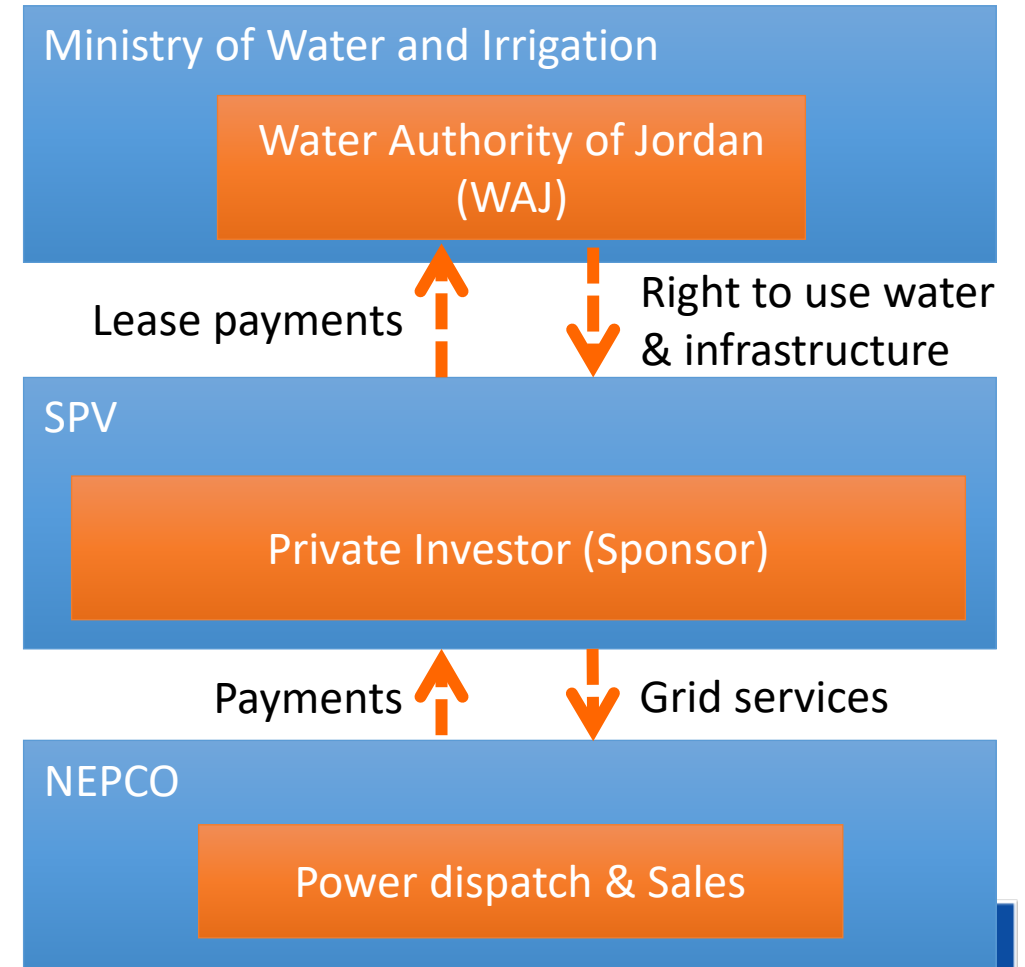 Ministry of Water and Irrigation
Water Authority of Jordan
(WAJ)
Lease payments
Right to use water
& infrastructure
SPV
Private Investor (Sponsor)
Payments
Grid services
NEPCO
Power dispatch & Sales